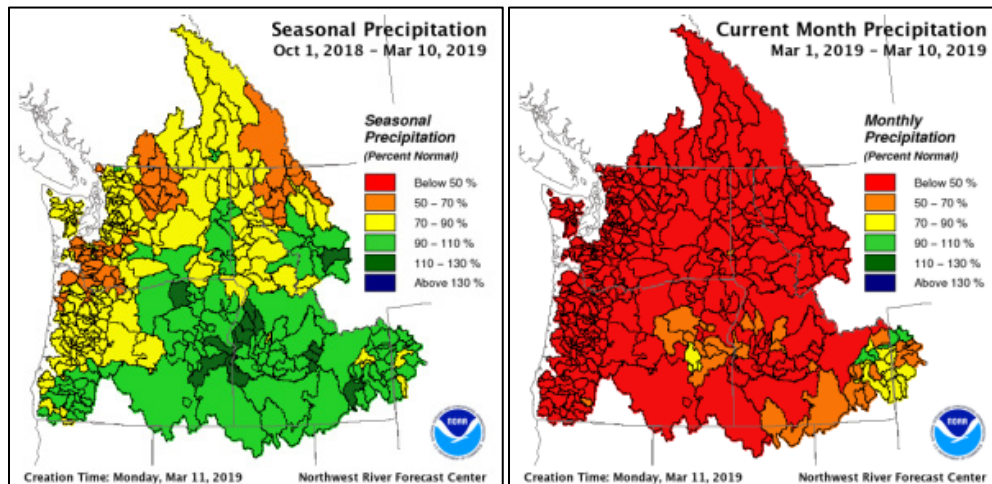 Seasonal Precipitation
Oct 1, 2018 – Mar 10, 2019
Seasonal
Precipitation
(Percent Normal)
Below 50 %
50 – 70 %
70 – 90 %
90 – 110 %
110 – 130 %
Above 130 %
NOAA
Creation Time: Monday, Mar 11, 2019
Northwest River Forecast Center
Current Month Precipitation
Mar 1, 2019 – Mar 10, 2019
Monthly
Precipitation
(Percent Normal)
Below 50 %
50 – 70 %
70 – 90 %
90 – 110 %
110 – 130 %
Above 130 %
NOAA
Creation Time: Monday, Mar 11, 2019
Northwest River Forecast Center